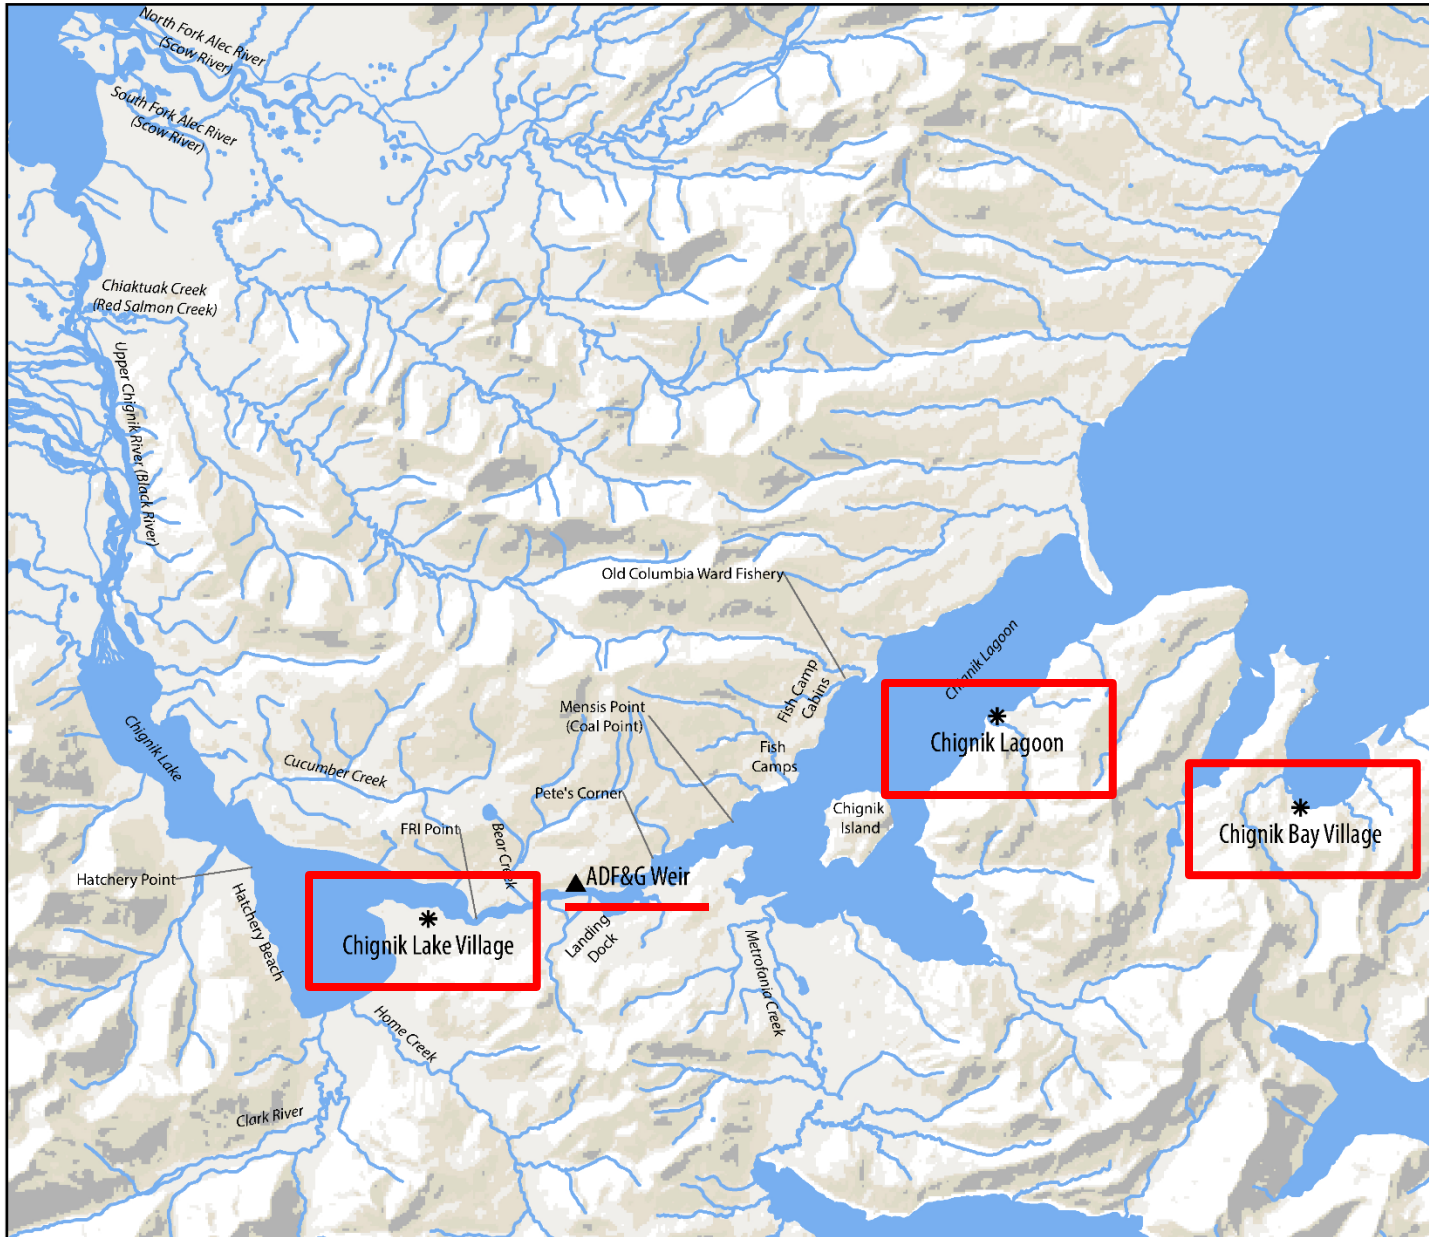 North Fork Alec River
(Scow River)
South Fork Alec River
(Scow River)
Chiaktuak Creek
(Red Salmon Creek)
Upper Chignik River (Black River)
Old Columbia Ward Fishery
Chignik Lagoon
Fish Camp
Cabins
Mensis Point
(Coal Point)
Chignik Lagoon
Chignik Lake
Fish
Camps
Cucumber Creek
Pete's Corner
Chignik
Island
Chignik Bay Village
FRI Point
Bear Creek
Hatchery Point
ADF&G Weir
Hatchery Beach
Chignik Lake Village
Landing
Dock
Metrofania Creek
Home Creek
Clark River